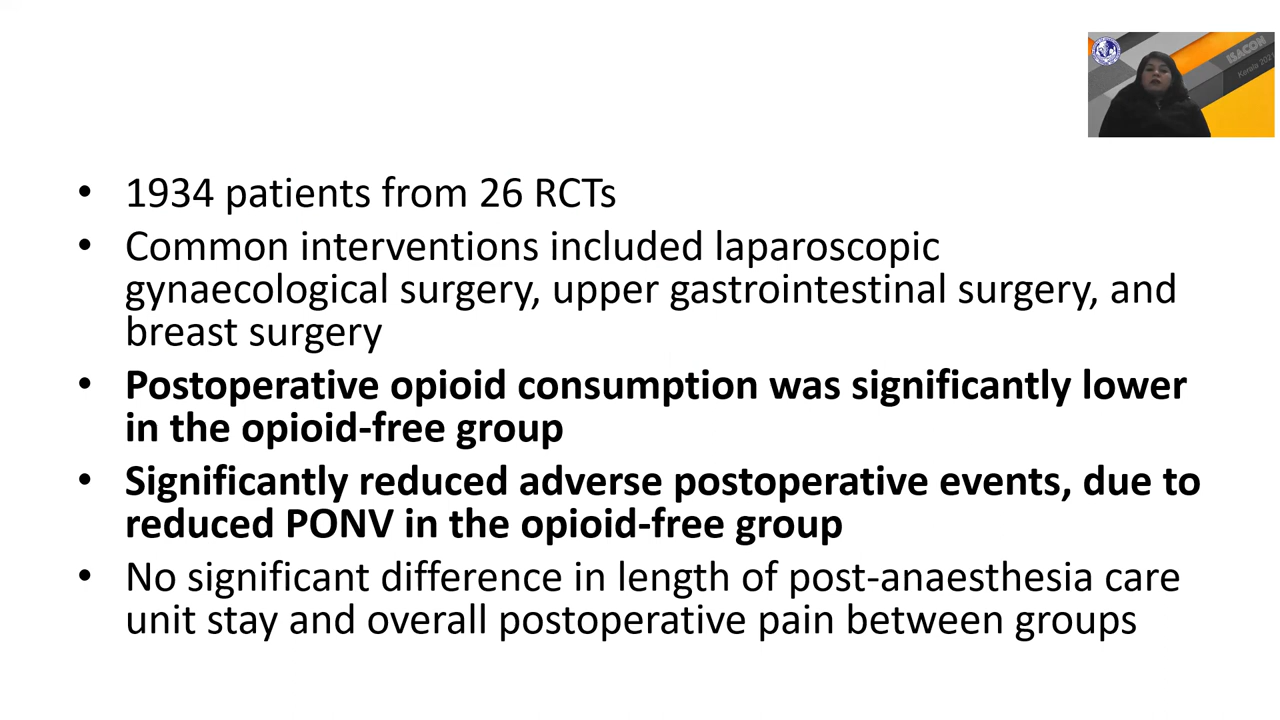 ISACON
Kerala 2021
• 1934 patients from 26 RCTs
• Common interventions included laparoscopic
gynaecological surgery, upper gastrointestinal surgery, and
breast surgery
• Postoperative opioid consumption was significantly lower
in the opioid-free group
• Significantly reduced adverse postoperative events, due to
reduced PONV in the opioid-free group
• No significant difference in length of post-anaesthesia care
unit stay and overall postoperative pain between groups